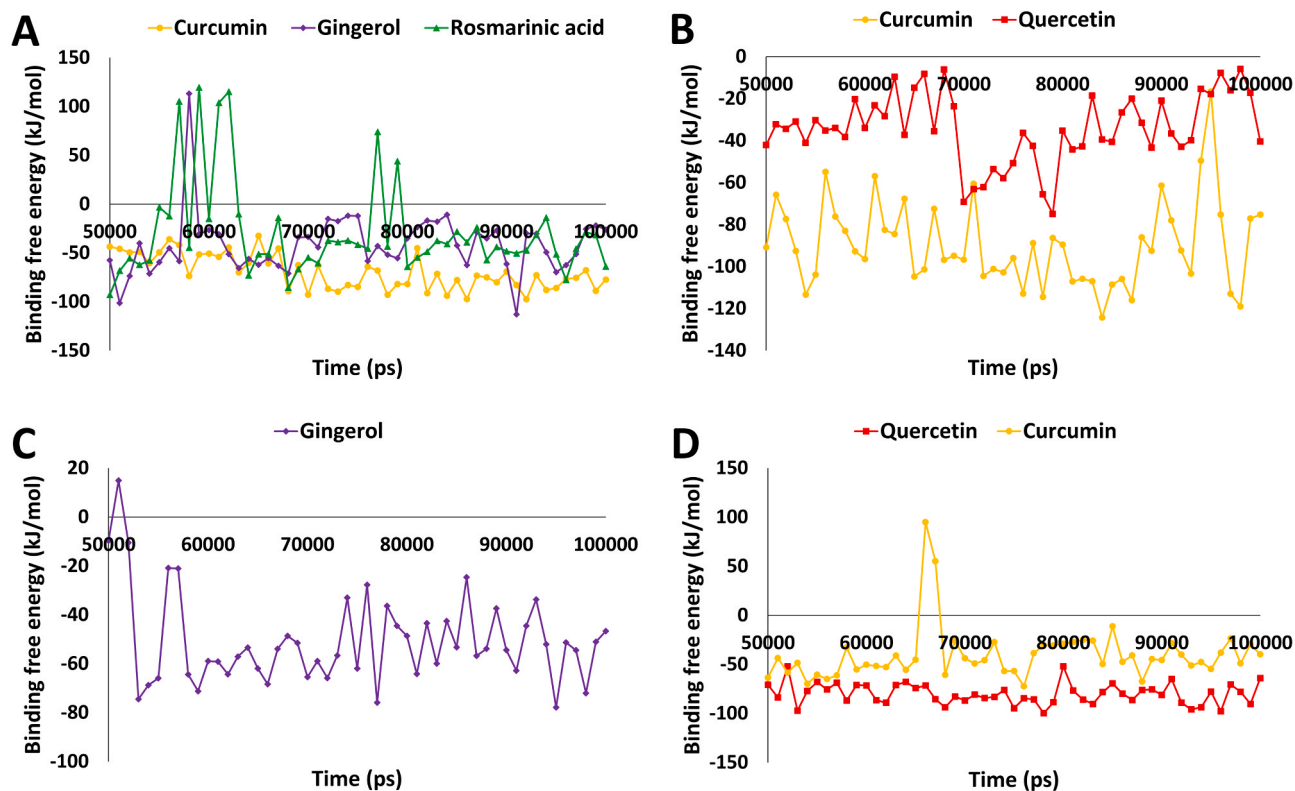 A
Curcumin Gingerol Rosmarinic acid
Binding free energy (kJ/mol)
150
100
50
0
-50
-100
-150
50000 60000 70000 80000 90000 100000
Time (ps)
B
Curcumin Quercetin
Binding free energy (kJ/mol)
0
-20
-40
-60
-80
-100
-120
-140
50000 60000 70000 80000 90000 100000
Time (ps)
C
Gingerol
Binding free energy (kJ/mol)
20
0
-20
-40
-60
-80
-100
50000 60000 70000 80000 90000 100000
Time (ps)
D
Quercetin Curcumin
Binding free energy (kJ/mol)
150
100
50
0
-50
-100
-150
50000 60000 70000 80000 90000 100000
Time (ps)